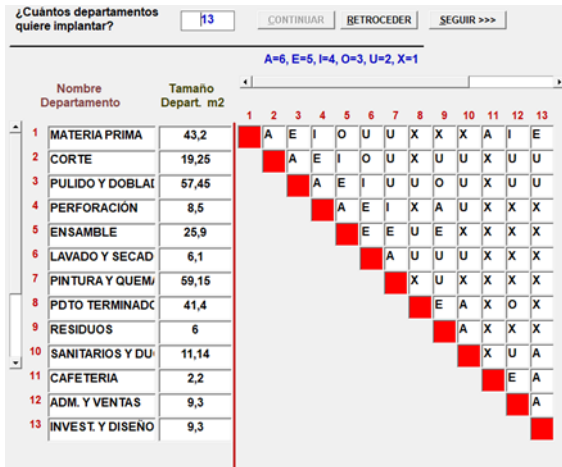 ¿Cuántos departamentos
quiere implantar?
13
CONTINUAR
RETROCEDER
SEGUIR >>>
A=6, E=5, I=4, O=3, U=2, X=1
Nombre
Departamento
Tamaño
Depart. m2
1 2 3 4 5 6 7 8 9 10 11 12 13
1 MATERIA PRIMA 43,2 A E I O U U X X X A I E
2 CORTE 19,25 A E I O U X U U X U U
3 PULIDO Y DOBLAD 57,45 A E I U U O U X U U
4 PERFORACIÓN 8,5 A E I X A U X X X
5 ENSAMBLE 25,9 E E U E X X X X
6 LAVADO Y SECAD 6,1 A U U U X X X
7 PINTURA Y QUEMA 59,15 X U X X X X
8 PDTO TERMINADO 41,4 E A X O X
9 RESIDUOS 6 A X X X
10 SANITARIOS Y DU 11,14 X U A
11 CAFETERIA 2,2 E A
12 ADM. Y VENTAS 9,3 A
13 INVEST. Y DISEÑO 9,3